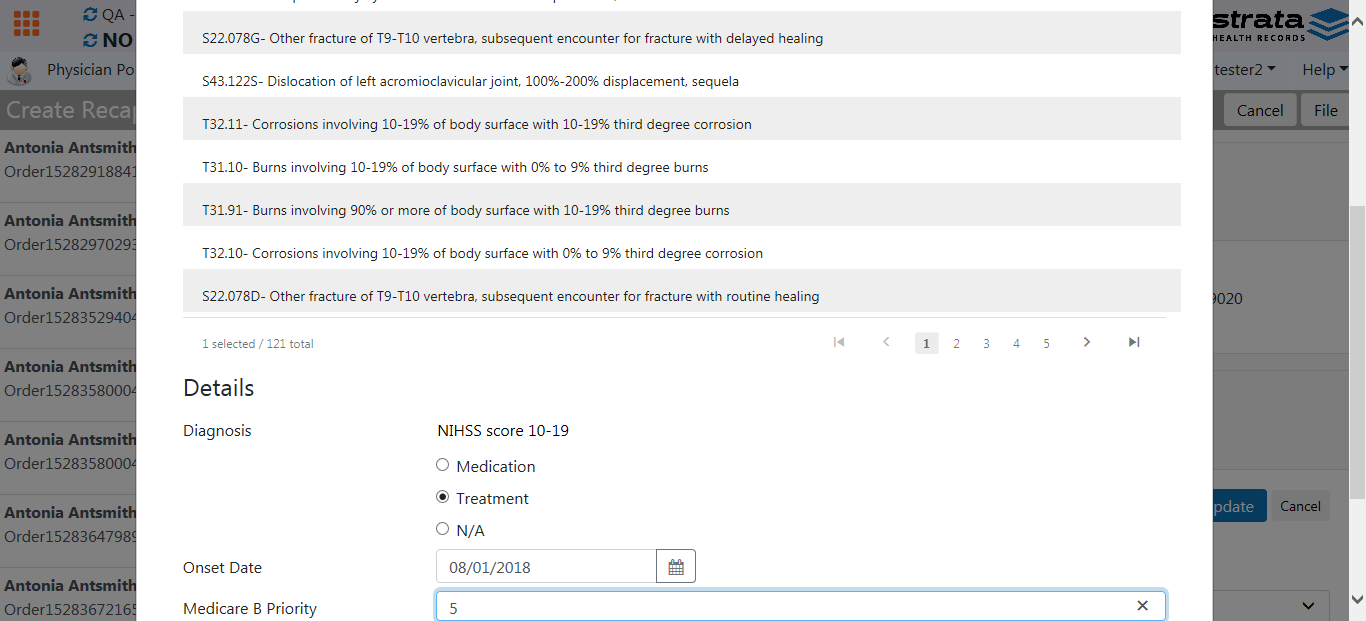 QA -
NO
Physician Po
Create Recap
Antonia Antsmith
Order15282918841
Antonia Antsmith
Order15282970293
Antonia Antsmith
Order15283529404
Antonia Antsmith
Order15283580004
Antonia Antsmith
Order15283580004
Antonia Antsmith
Order15283647989
Antonia Antsmith
Order15283672165
S22.078G- Other fracture of T9-T10 vertebra, subsequent encounter for fracture with delayed healing
S43.122S- Dislocation of left acromioclavicular joint, 100%-200% displacement, sequela
T32.11- Corrosions involving 10-19% of body surface with 10-19% third degree corrosion
T31.10- Burns involving 10-19% of body surface with 0% to 9% third degree burns
T31.91- Burns involving 90% or more of body surface with 10-19% third degree burns
T32.10- Corrosions involving 10-19% of body surface with 0% to 9% third degree corrosion
S22.078D- Other fracture of T9-T10 vertebra, subsequent encounter for fracture with routine healing
1 selected / 121 total
1 2 3 4 5
Details
Diagnosis NIHSS score 10-19
Medication
Treatment
N/A
Onset Date 08/01/2018
Medicare B Priority 5
strata
HEALTH RECORDS
tester2 Help
Cancel File
9020
pdate Cancel